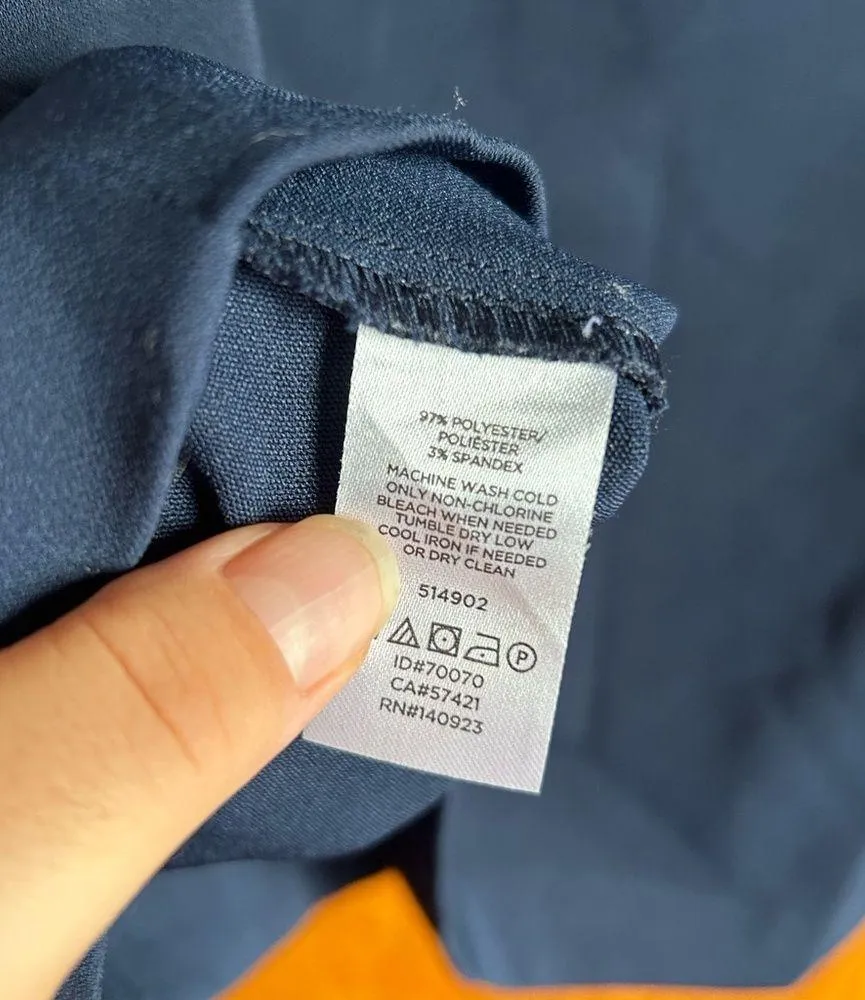 97% POLYESTER/
POLIÉSTER
3% SPANDEX
MACHINE WASH COLD
ONLY NON-CHLORINE
BLEACH WHEN NEEDED
TUMBLE DRY LOW
COOL IRON IF NEEDED
OR DRY CLEAN
514902
P
ID#70070
CA#57421
RN#140923